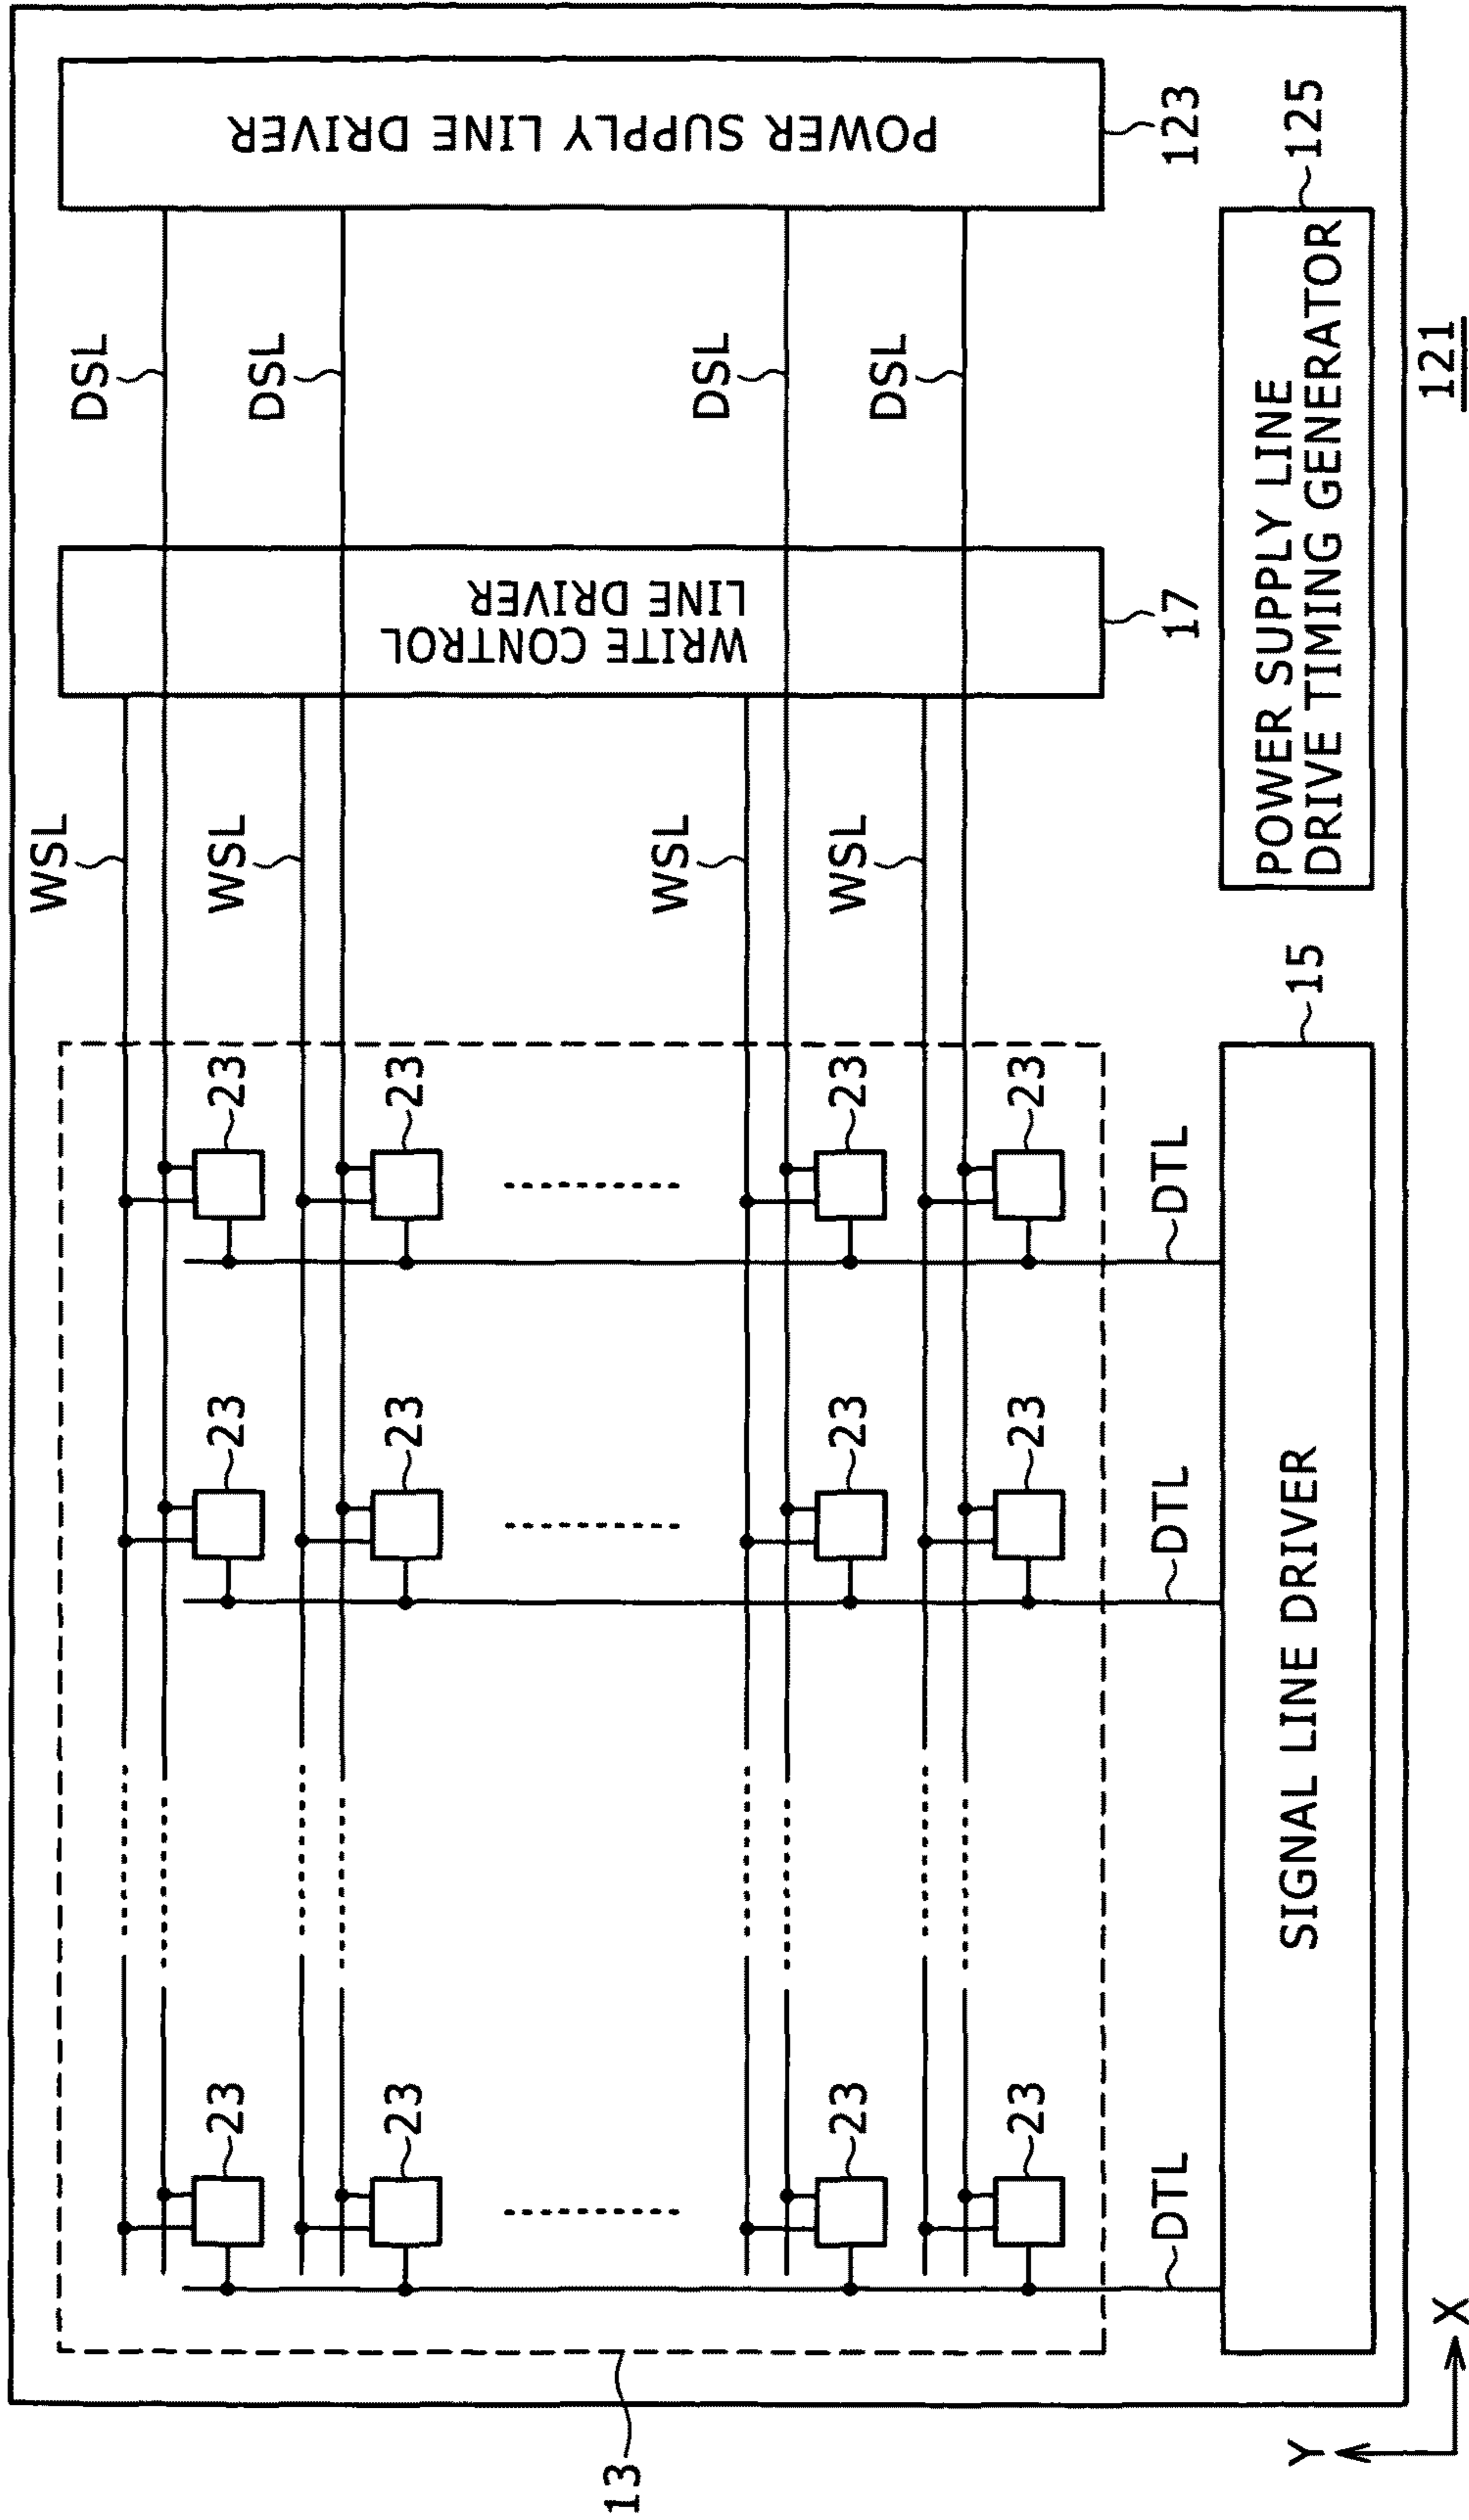 WSL
DSL
23
23
23
WSL
DSL
23
23
23
WRITE CONTROL
LINE DRIVER
POWER SUPPLY LINE DRIVER
13
WSL
DSL
23
23
23
WSL
DSL
23
23
23
DTL
DTL
DTL
17
123
SIGNAL LINE DRIVER
15
POWER SUPPLY LINE
DRIVE TIMING GENERATOR
125
Y
X
121